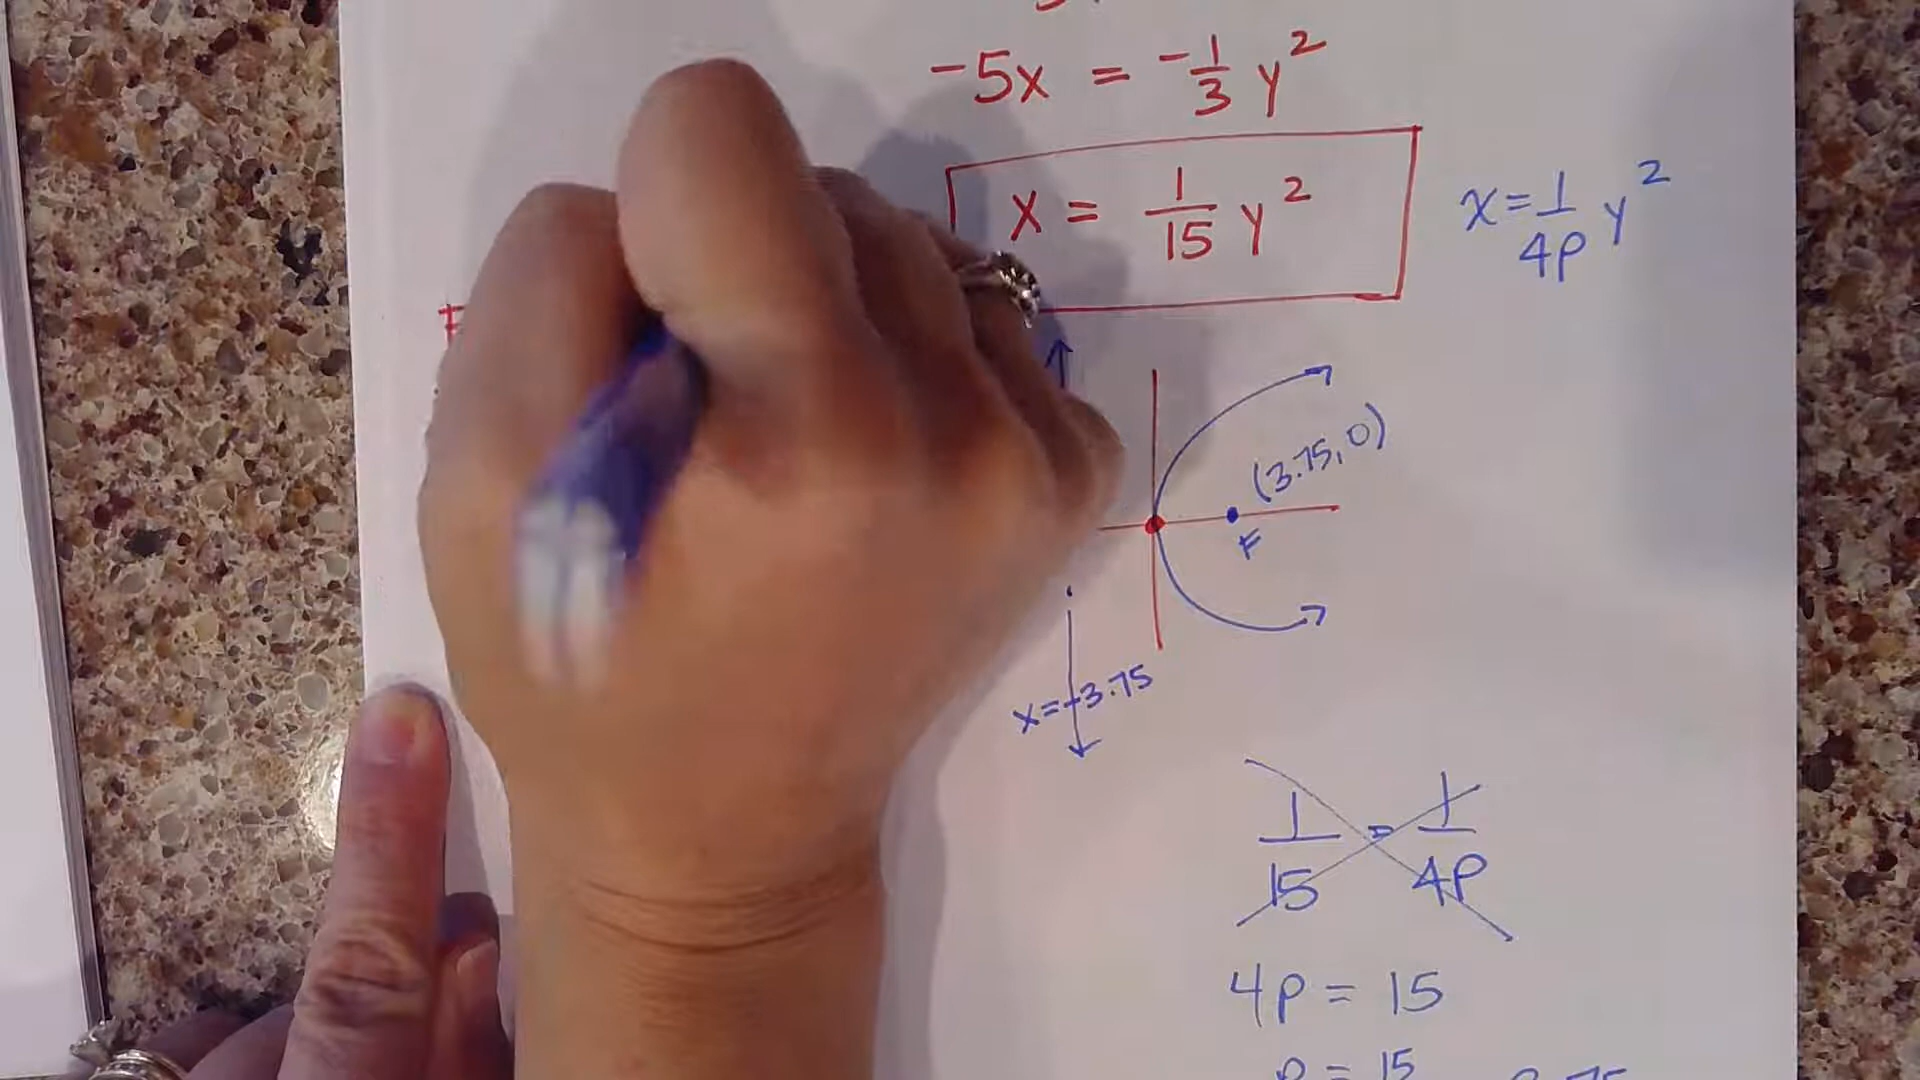 -5x = -1/3 y²
x = 1/15 y²
x = 1/4p y²
(3.75, 0)
F
x = -3.75
1/15 = 1/4p
4p = 15